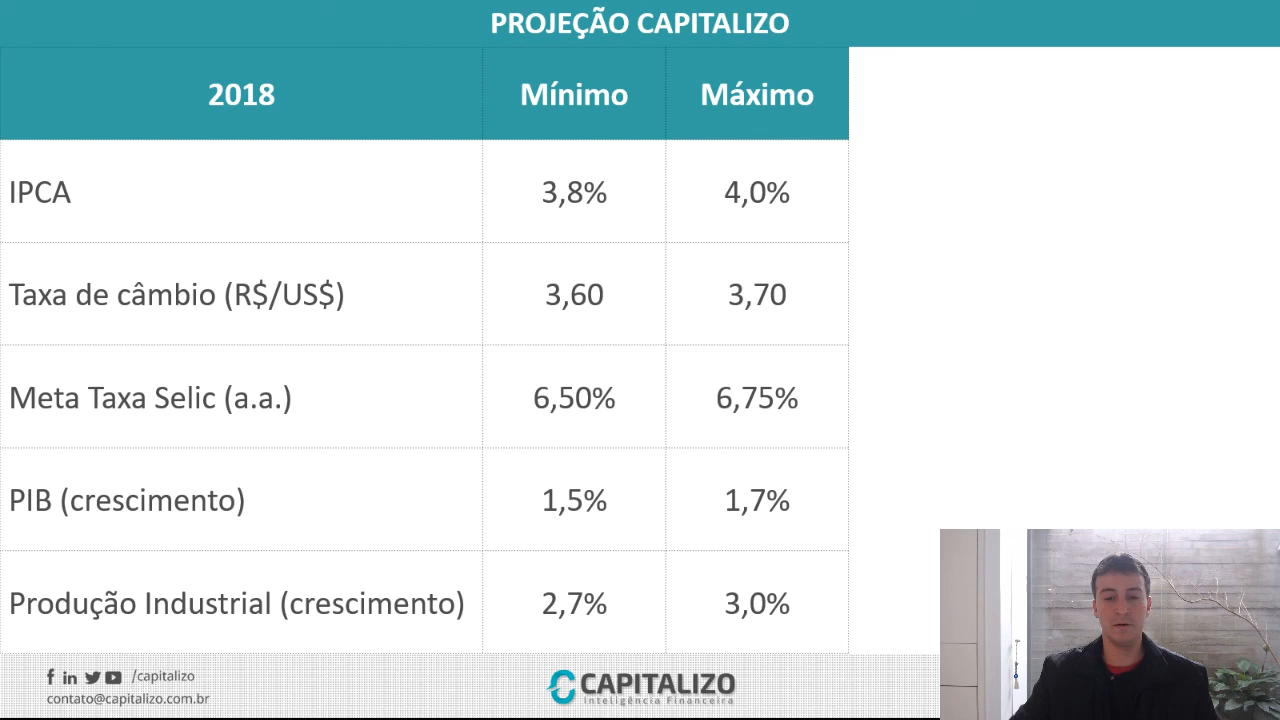 PROJEÇÃO CAPITALIZO
2018 Mínimo Máximo
IPCA 3,8% 4,0%
Taxa de câmbio (R$/US$) 3,60 3,70
Meta Taxa Selic (a.a.) 6,50% 6,75%
PIB (crescimento) 1,5% 1,7%
Produção Industrial (crescimento) 2,7% 3,0%
/capitalizo
contato@capitalizo.com.br
CAPITALIZO
Inteligência Financeira